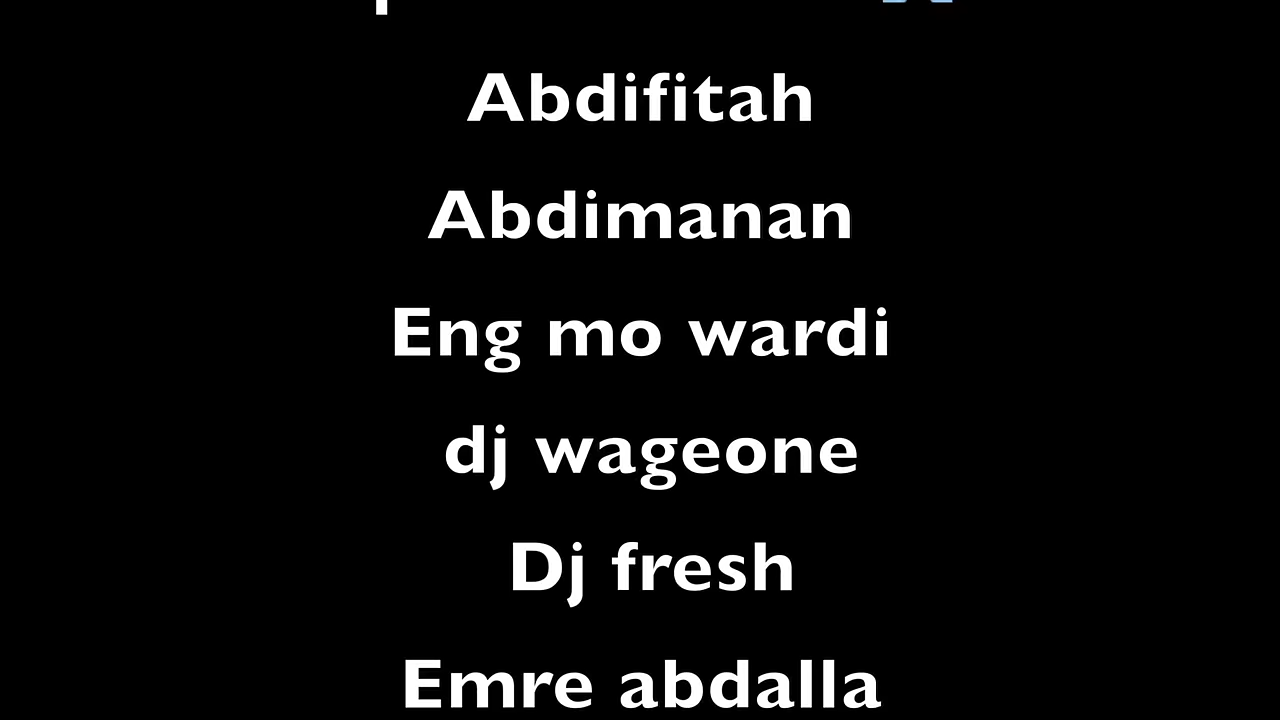 Abdifitah
Abdimanan
Eng mo wardi
dj wageone
Dj fresh
Emre abdalla